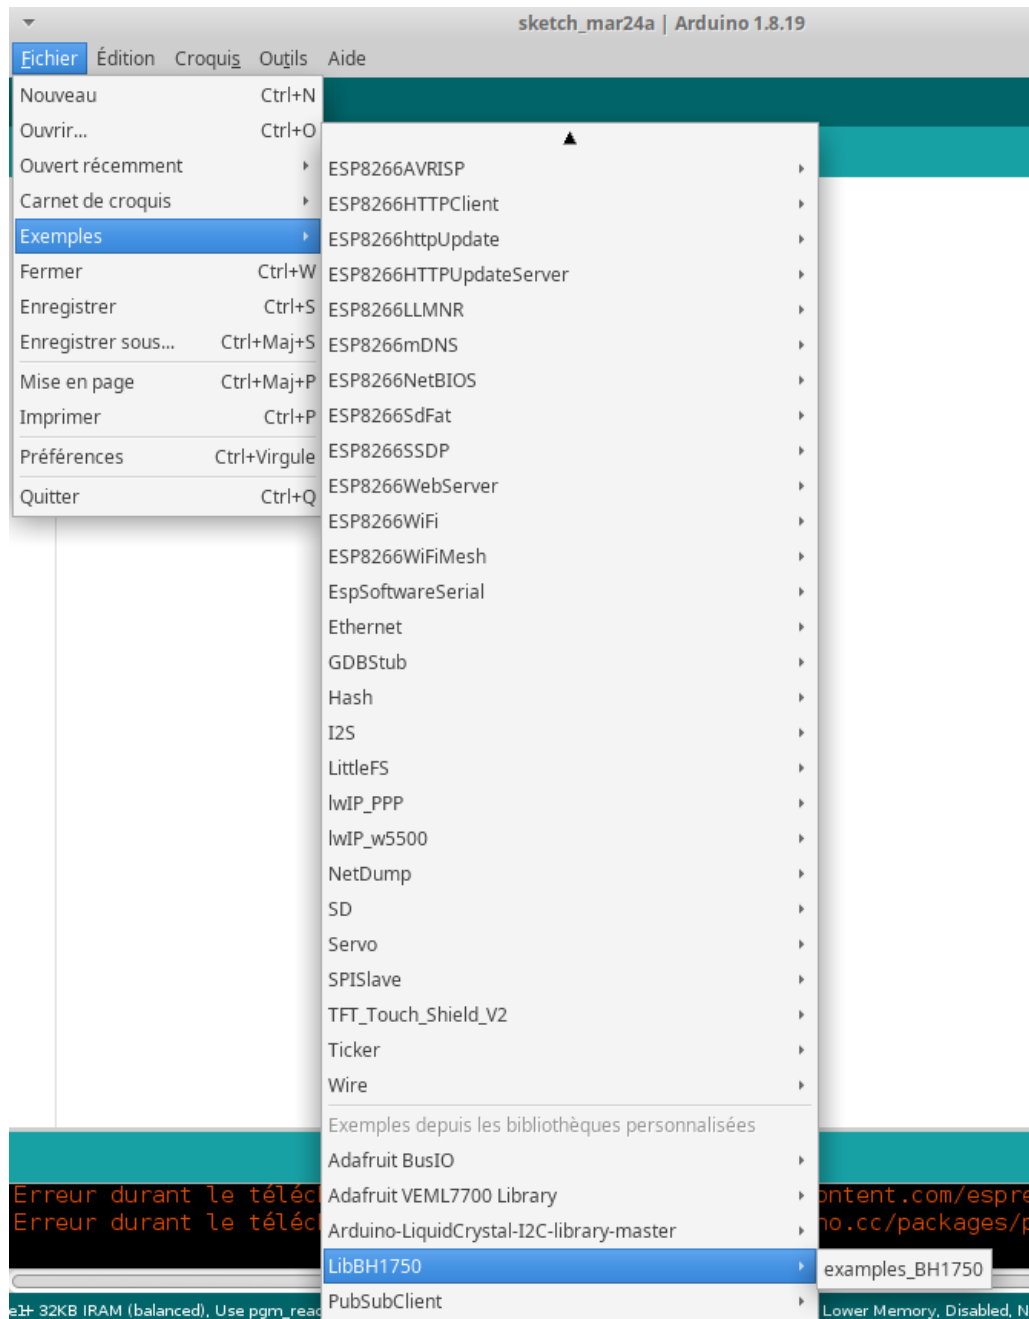 sketch_mar24a | Arduino 1.8.19
Fichier Édition Croquis Outils Aide
Nouveau Ctrl+N
Ouvrir... Ctrl+O
Ouvert récemment
Carnet de croquis
Exemples
Fermer Ctrl+W
Enregistrer Ctrl+S
Enregistrer sous... Ctrl+Maj+S
Mise en page Ctrl+Maj+P
Imprimer Ctrl+P
Préférences Ctrl+Virgule
Quitter Ctrl+Q
ESP8266AVRISP
ESP8266HTTPClient
ESP8266httpUpdate
ESP8266HTTPUpdateServer
ESP8266LLMNR
ESP8266mDNS
ESP8266NetBIOS
ESP8266SdFat
ESP8266SSDP
ESP8266WebServer
ESP8266WiFi
ESP8266WiFiMesh
EspSoftwareSerial
Ethernet
GDBStub
Hash
I2S
LittleFS
lwIP_PPP
lwIP_w5500
NetDump
SD
Servo
SPISlave
TFT_Touch_Shield_V2
Ticker
Wire
Exemples depuis les bibliothèques personnalisées
Adafruit BusIO
Adafruit VEML7700 Library
Arduino-LiquidCrystal-I2C-library-master
LibBH1750
PubSubClient
examples_BH1750
Erreur durant le téléc ontent.com/espre
Erreur durant le téléc no.cc/packages/p
32KB IRAM (balanced), Use pgm_read Lower Memory, Disabled, N